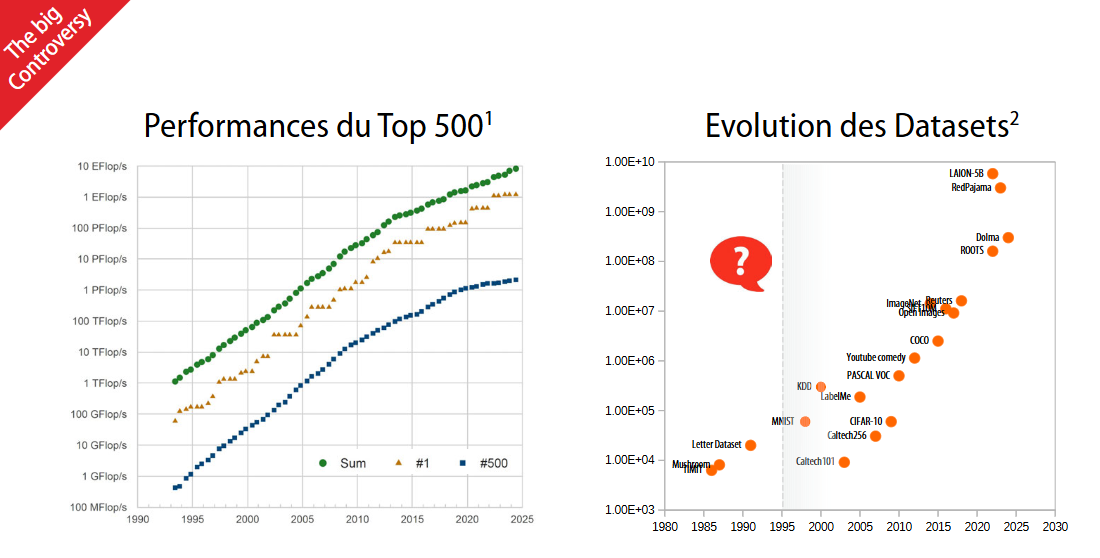 The big
Controversy
Performances du Top 500¹
10 EFlop/s
1 EFlop/s
100 PFlop/s
10 PFlop/s
1 PFlop/s
100 TFlop/s
10 TFlop/s
1 TFlop/s
100 GFlop/s
10 GFlop/s
1 GFlop/s
100 MFlop/s
1990 1995 2000 2005 2010 2015 2020 2025
Sum #1 #500
Evolution des Datasets²
1.00E+10
1.00E+09
1.00E+08
1.00E+07
1.00E+06
1.00E+05
1.00E+04
1.00E+03
1980 1985 1990 1995 2000 2005 2010 2015 2020 2025 2030
?
LAION-5B
RedPajama
Dolma
ROOTS
Reuters
ImageNet
Open Images
COCO
Youtube comedy
PASCAL VOC
KDD
LabelMe
MNIST
CIFAR-10
Caltech256
Letter Dataset
Caltech101
Mushroom